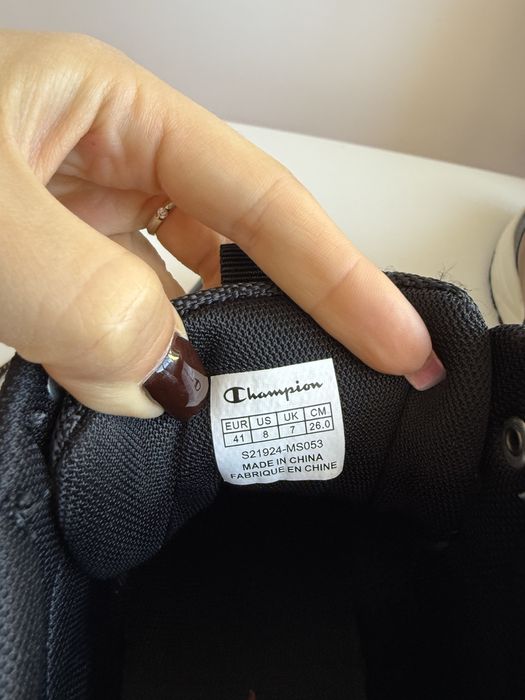 Champion
EUR US UK CM
41 8 7 26.0
S21924-MS053
MADE IN CHINA
FABRIQUE EN CHINE